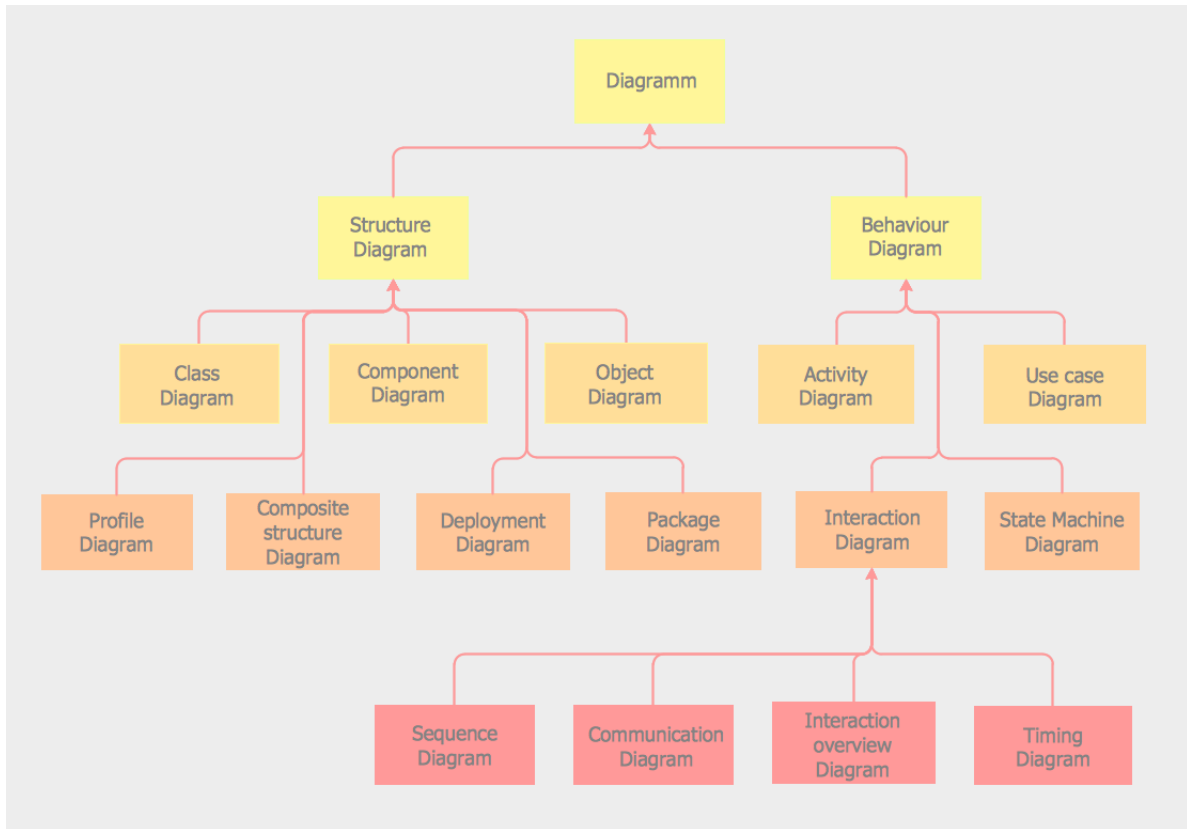 Diagramm
Structure
Diagram
Behaviour
Diagram
Class
Diagram
Component
Diagram
Object
Diagram
Activity
Diagram
Use case
Diagram
Profile
Diagram
Composite
structure
Diagram
Deployment
Diagram
Package
Diagram
Interaction
Diagram
State Machine
Diagram
Sequence
Diagram
Communication
Diagram
Interaction
overview
Diagram
Timing
Diagram